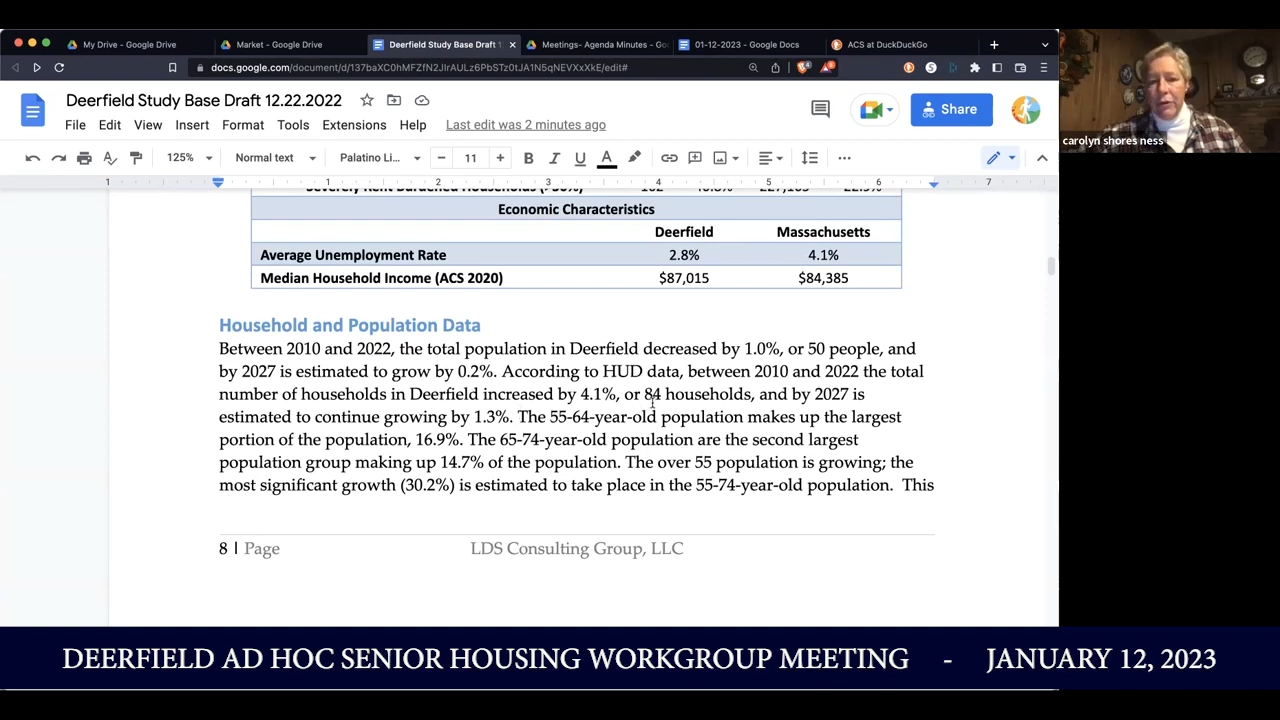 My Drive - Google Drive
Market - Google Drive
Deerfield Study Base Draft 1
Meetings- Agenda Minutes - Goo
01-12-2023 - Google Docs
ACS at DuckDuckGo
Deerfield Study Base Draft 12.22.2022
Share
File Edit View Insert Format Tools Extensions Help Last edit was 2 minutes ago
carolyn shores ness
125% Normal text Palatino Li... 11 B I U A
1 1 2 3 4 5 6 7
Economic Characteristics
Deerfield Massachusetts
Average Unemployment Rate 2.8% 4.1%
Median Household Income (ACS 2020) $87,015 $84,385
Household and Population Data
Between 2010 and 2022, the total population in Deerfield decreased by 1.0%, or 50 people, and
by 2027 is estimated to grow by 0.2%. According to HUD data, between 2010 and 2022 the total
number of households in Deerfield increased by 4.1%, or 84 households, and by 2027 is
estimated to continue growing by 1.3%. The 55-64-year-old population makes up the largest
portion of the population, 16.9%. The 65-74-year-old population are the second largest
population group making up 14.7% of the population. The over 55 population is growing; the
most significant growth (30.2%) is estimated to take place in the 55-74-year-old population. This
8 | Page LDS Consulting Group, LLC
DEERFIELD AD HOC SENIOR HOUSING WORKGROUP MEETING - JANUARY 12, 2023